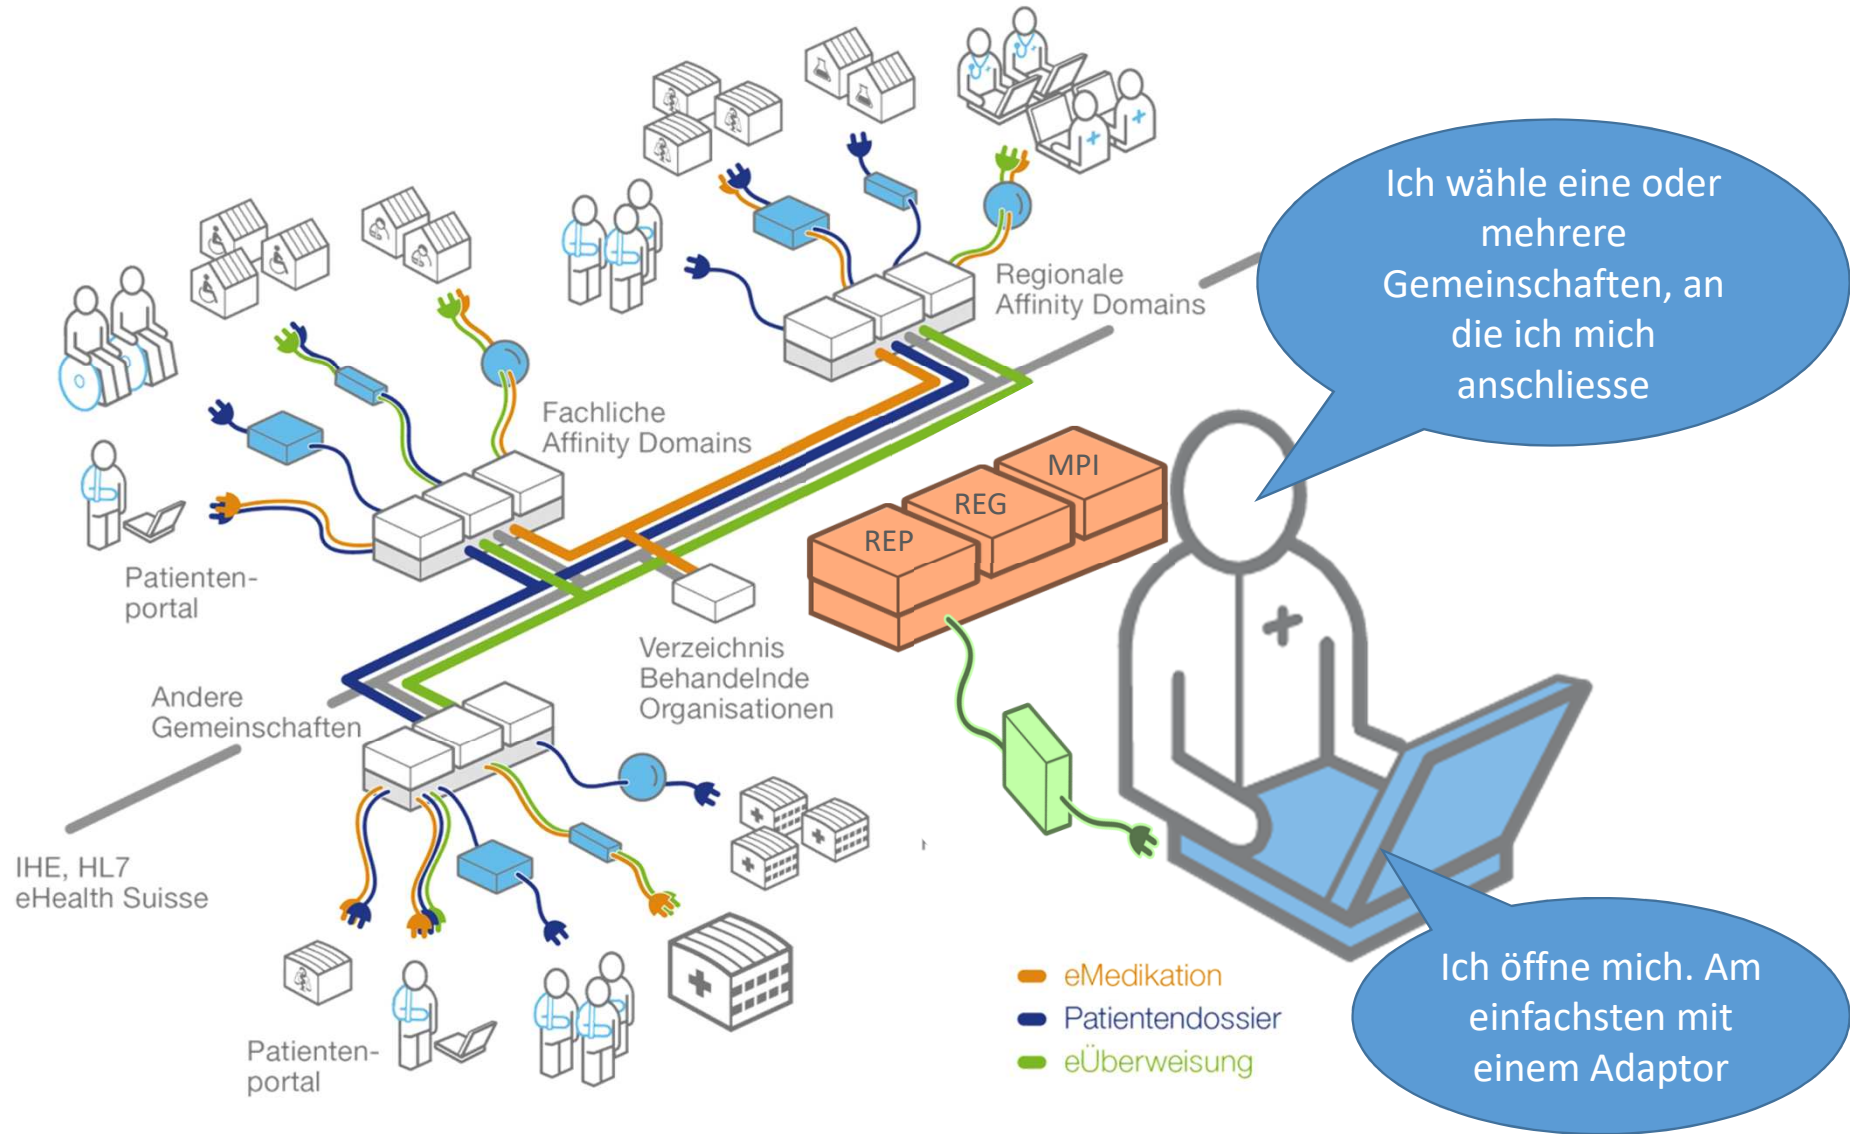 Ich wähle eine oder
mehrere
Gemeinschaften, an
die ich mich
anschliesse
Regionale
Affinity Domains
Fachliche
Affinity Domains
MPI
REG
REP
Patienten-
portal
Verzeichnis
Behandelnde
Organisationen
Andere
Gemeinschaften
IHE, HL7
eHealth Suisse
Ich öffne mich. Am
einfachsten mit
einem Adaptor
eMedikation
Patientendossier
eÜberweisung
Patienten-
portal